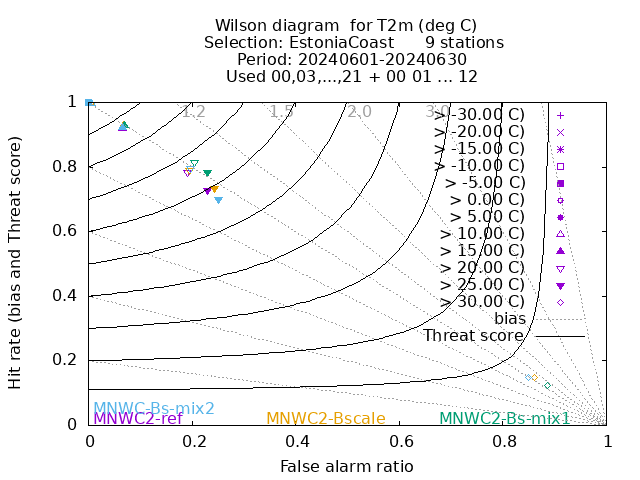 Wilson diagram for T2m (deg C)
Selection: EstoniaCoast 9 stations
Period: 20240601-20240630
Used 00,03,...,21 + 00 01 ... 12
Hit rate (bias and Threat score)
1
0.8
0.6
0.4
0.2
0
1.2 1.5 2.0 3.0
> -30.00 C)
> -20.00 C)
> -15.00 C)
> -10.00 C)
> -5.00 C)
> 0.00 C)
> 5.00 C)
> 10.00 C)
> 15.00 C)
> 20.00 C)
> 25.00 C)
> 30.00 C)
bias
Threat score
MNWC-Bs-mix2
MNWC2-ref MNWC2-Bscale MNWC2-Bs-mix1
0 0.2 0.4 0.6 0.8 1
False alarm ratio